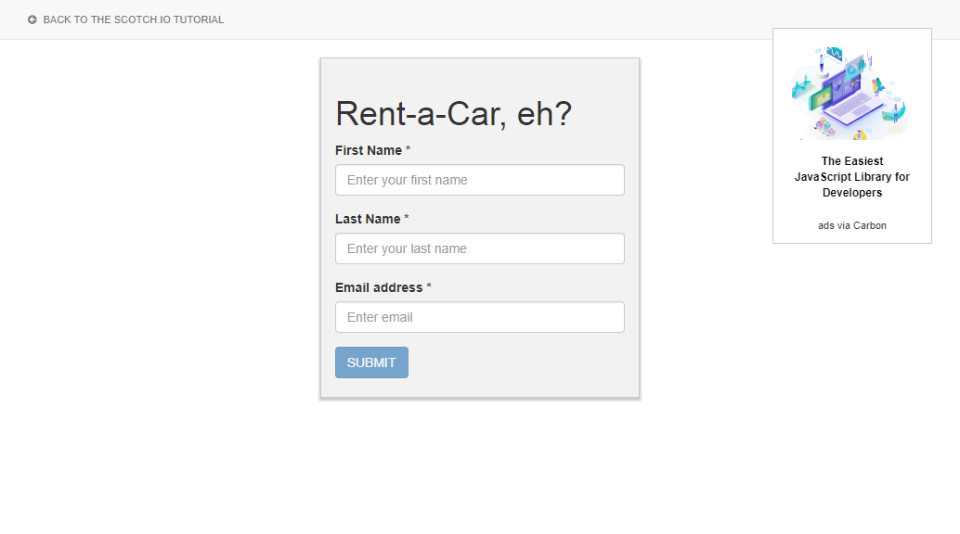 BACK TO THE SCOTCH.IO TUTORIAL
Rent-a-Car, eh?
First Name *
Enter your first name
Last Name *
Enter your last name
Email address *
Enter email
SUBMIT
The Easiest
JavaScript Library for
Developers
ads via Carbon